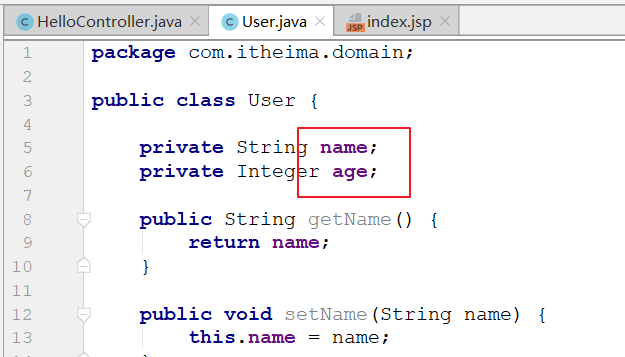 HelloController.java User.java JSP index.jsp
1 package com.itheima.domain;
2
3 public class User {
4
5 private String name;
6 private Integer age;
7
8 public String getName() {
9 return name;
10 }
11
12 public void setName(String name) {
13 this.name = name;